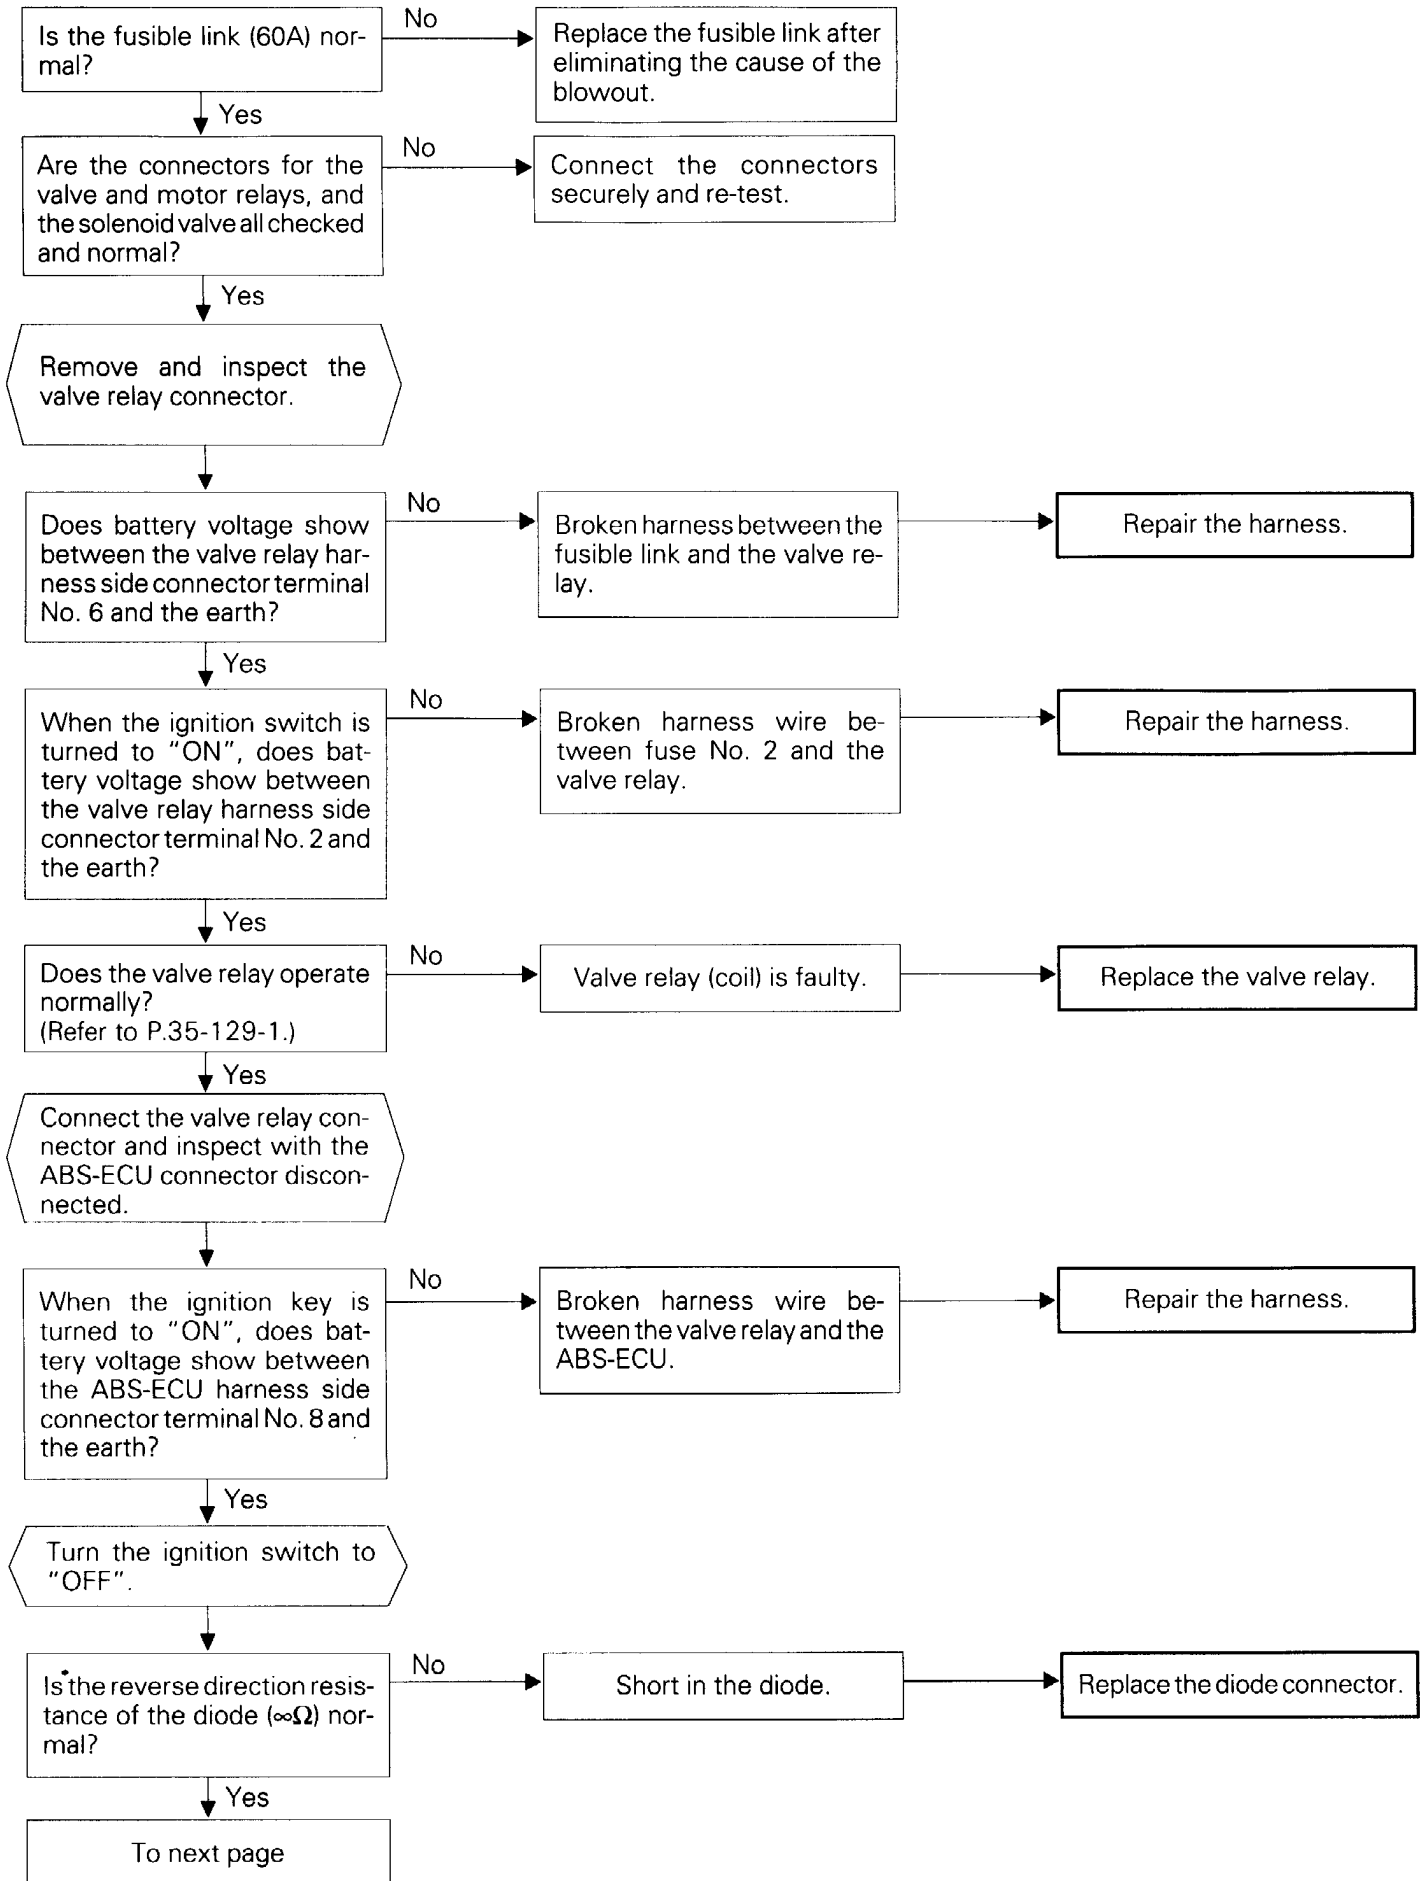 Is the fusible link (60A) nor-
mal?
No
Replace the fusible link after
eliminating the cause of the
blowout.
Yes
Are the connectors for the
valve and motor relays, and
the solenoid valve all checked
and normal?
No
Connect the connectors
securely and re-test.
Yes
Remove and inspect the
valve relay connector.
Does battery voltage show
between the valve relay har-
ness side connector terminal
No. 6 and the earth?
No
Broken harness between the
fusible link and the valve re-
lay.
Repair the harness.
Yes
When the ignition switch is
turned to "ON", does bat-
tery voltage show between
the valve relay harness side
connector terminal No. 2 and
the earth?
No
Broken harness wire be-
tween fuse No. 2 and the
valve relay.
Repair the harness.
Yes
Does the valve relay operate
normally?
(Refer to P.35-129-1.)
No
Valve relay (coil) is faulty.
Replace the valve relay.
Yes
Connect the valve relay con-
nector and inspect with the
ABS-ECU connector discon-
nected.
When the ignition key is
turned to "ON", does bat-
tery voltage show between
the ABS-ECU harness side
connector terminal No. 8 and
the earth?
No
Broken harness wire be-
tween the valve relay and the
ABS-ECU.
Repair the harness.
Yes
Turn the ignition switch to
"OFF".
Is the reverse direction resis-
tance of the diode (∞Ω) nor-
mal?
No
Short in the diode.
Replace the diode connector.
Yes
To next page